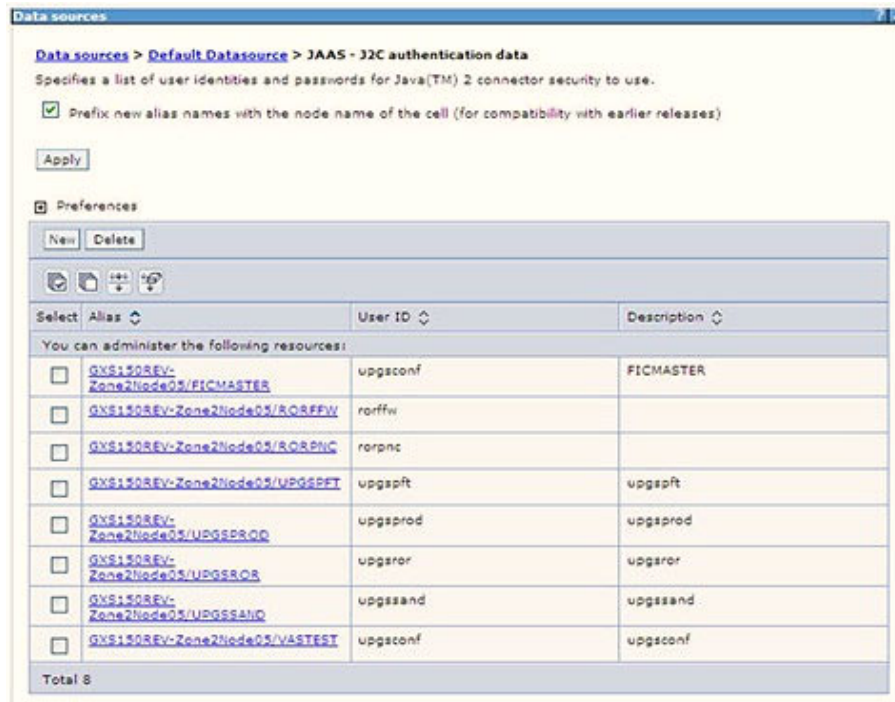 Data sources
?
Data sources > Default Datasource > JAAS - J2C authentication data
Specifies a list of user identities and passwords for Java(TM) 2 connector security to use.
Prefix new alias names with the node name of the cell (for compatibility with earlier releases)
Apply
Preferences
New Delete
Select Alias User ID Description
You can administer the following resources:
GXS150REV-
Zone2Node05/FICMASTER upgsconf FICMASTER
GXS150REV-Zone2Node05/RORFFW rorffw
GXS150REV-Zone2Node05/RORPNC rorpnc
GXS150REV-Zone2Node05/UPGSPFT upgspft upgspft
GXS150REV-
Zone2Node05/UPGSPROD upgsprod upgsprod
GXS150REV-
Zone2Node05/UPGSROR upgsror upgsror
GXS150REV-
Zone2Node05/UPGSSAND upgssand upgssand
GXS150REV-Zone2Node05/VASTEST upgsconf upgsconf
Total 8